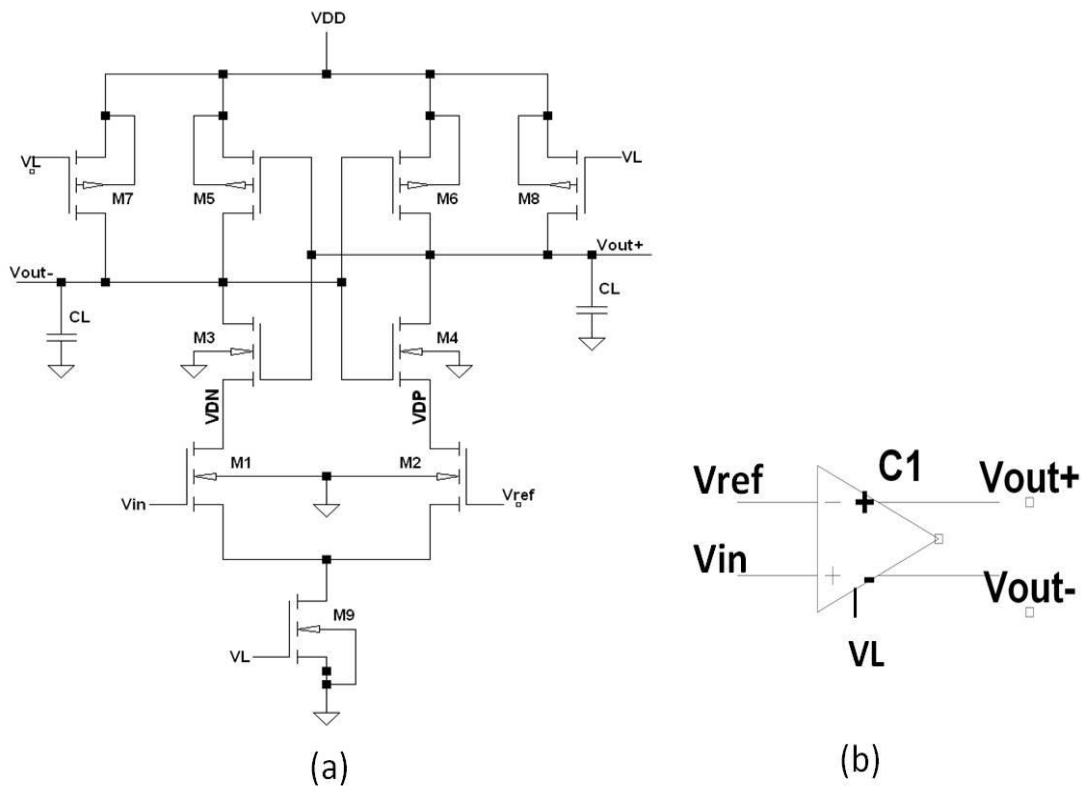 VDD
VL
M7
M5
M6
M8
VL
Vout-
Vout+
CL
CL
M3
M4
VDN
VDP
M1
M2
Vin
Vref
M9
VL
(a)
C1
Vref
Vout+
Vin
Vout-
VL
(b)